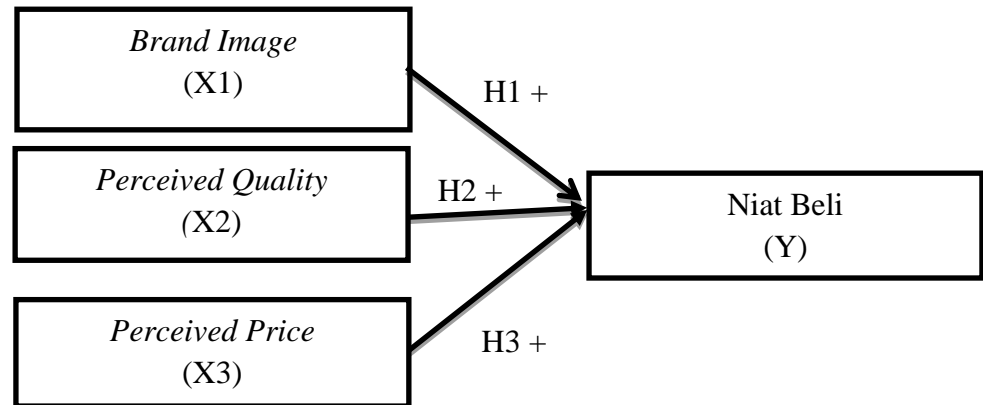 Brand Image
(X1)
H1 +
Perceived Quality
(X2)
H2 +
Niat Beli
(Y)
Perceived Price
(X3)
H3 +